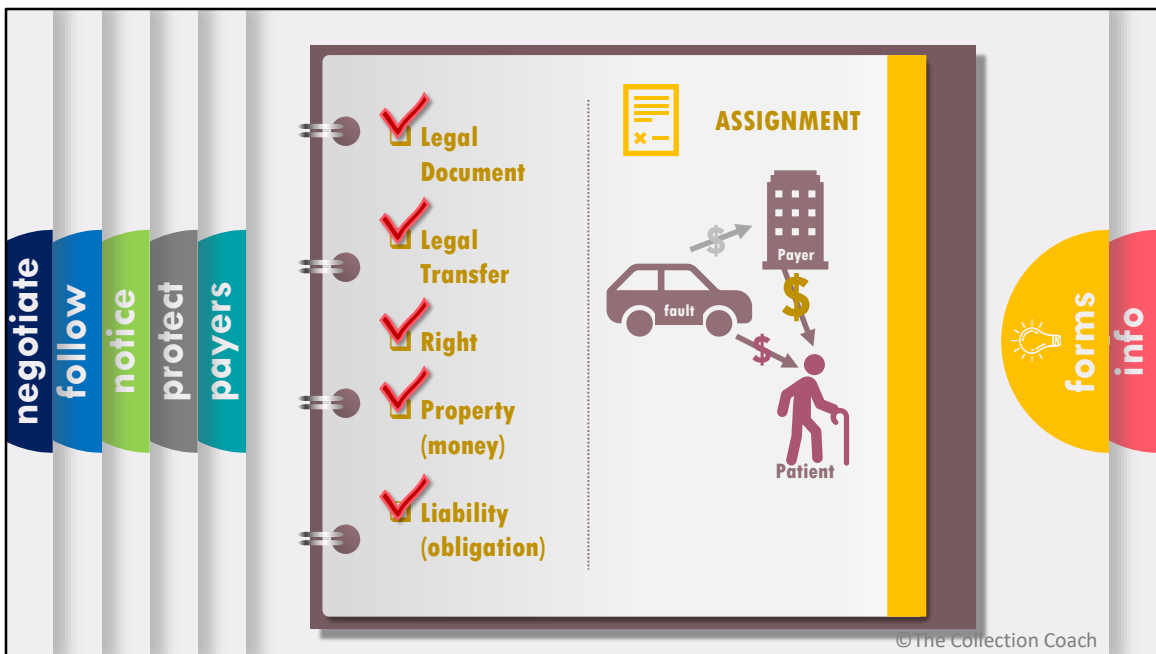 negotiate
follow
notice
protect
payers
Legal
Document
Legal
Transfer
Right
Property
(money)
Liability
(obligation)
ASSIGNMENT
$
Payer
$
fault
$
Patient
forms
info
©The Collection Coach